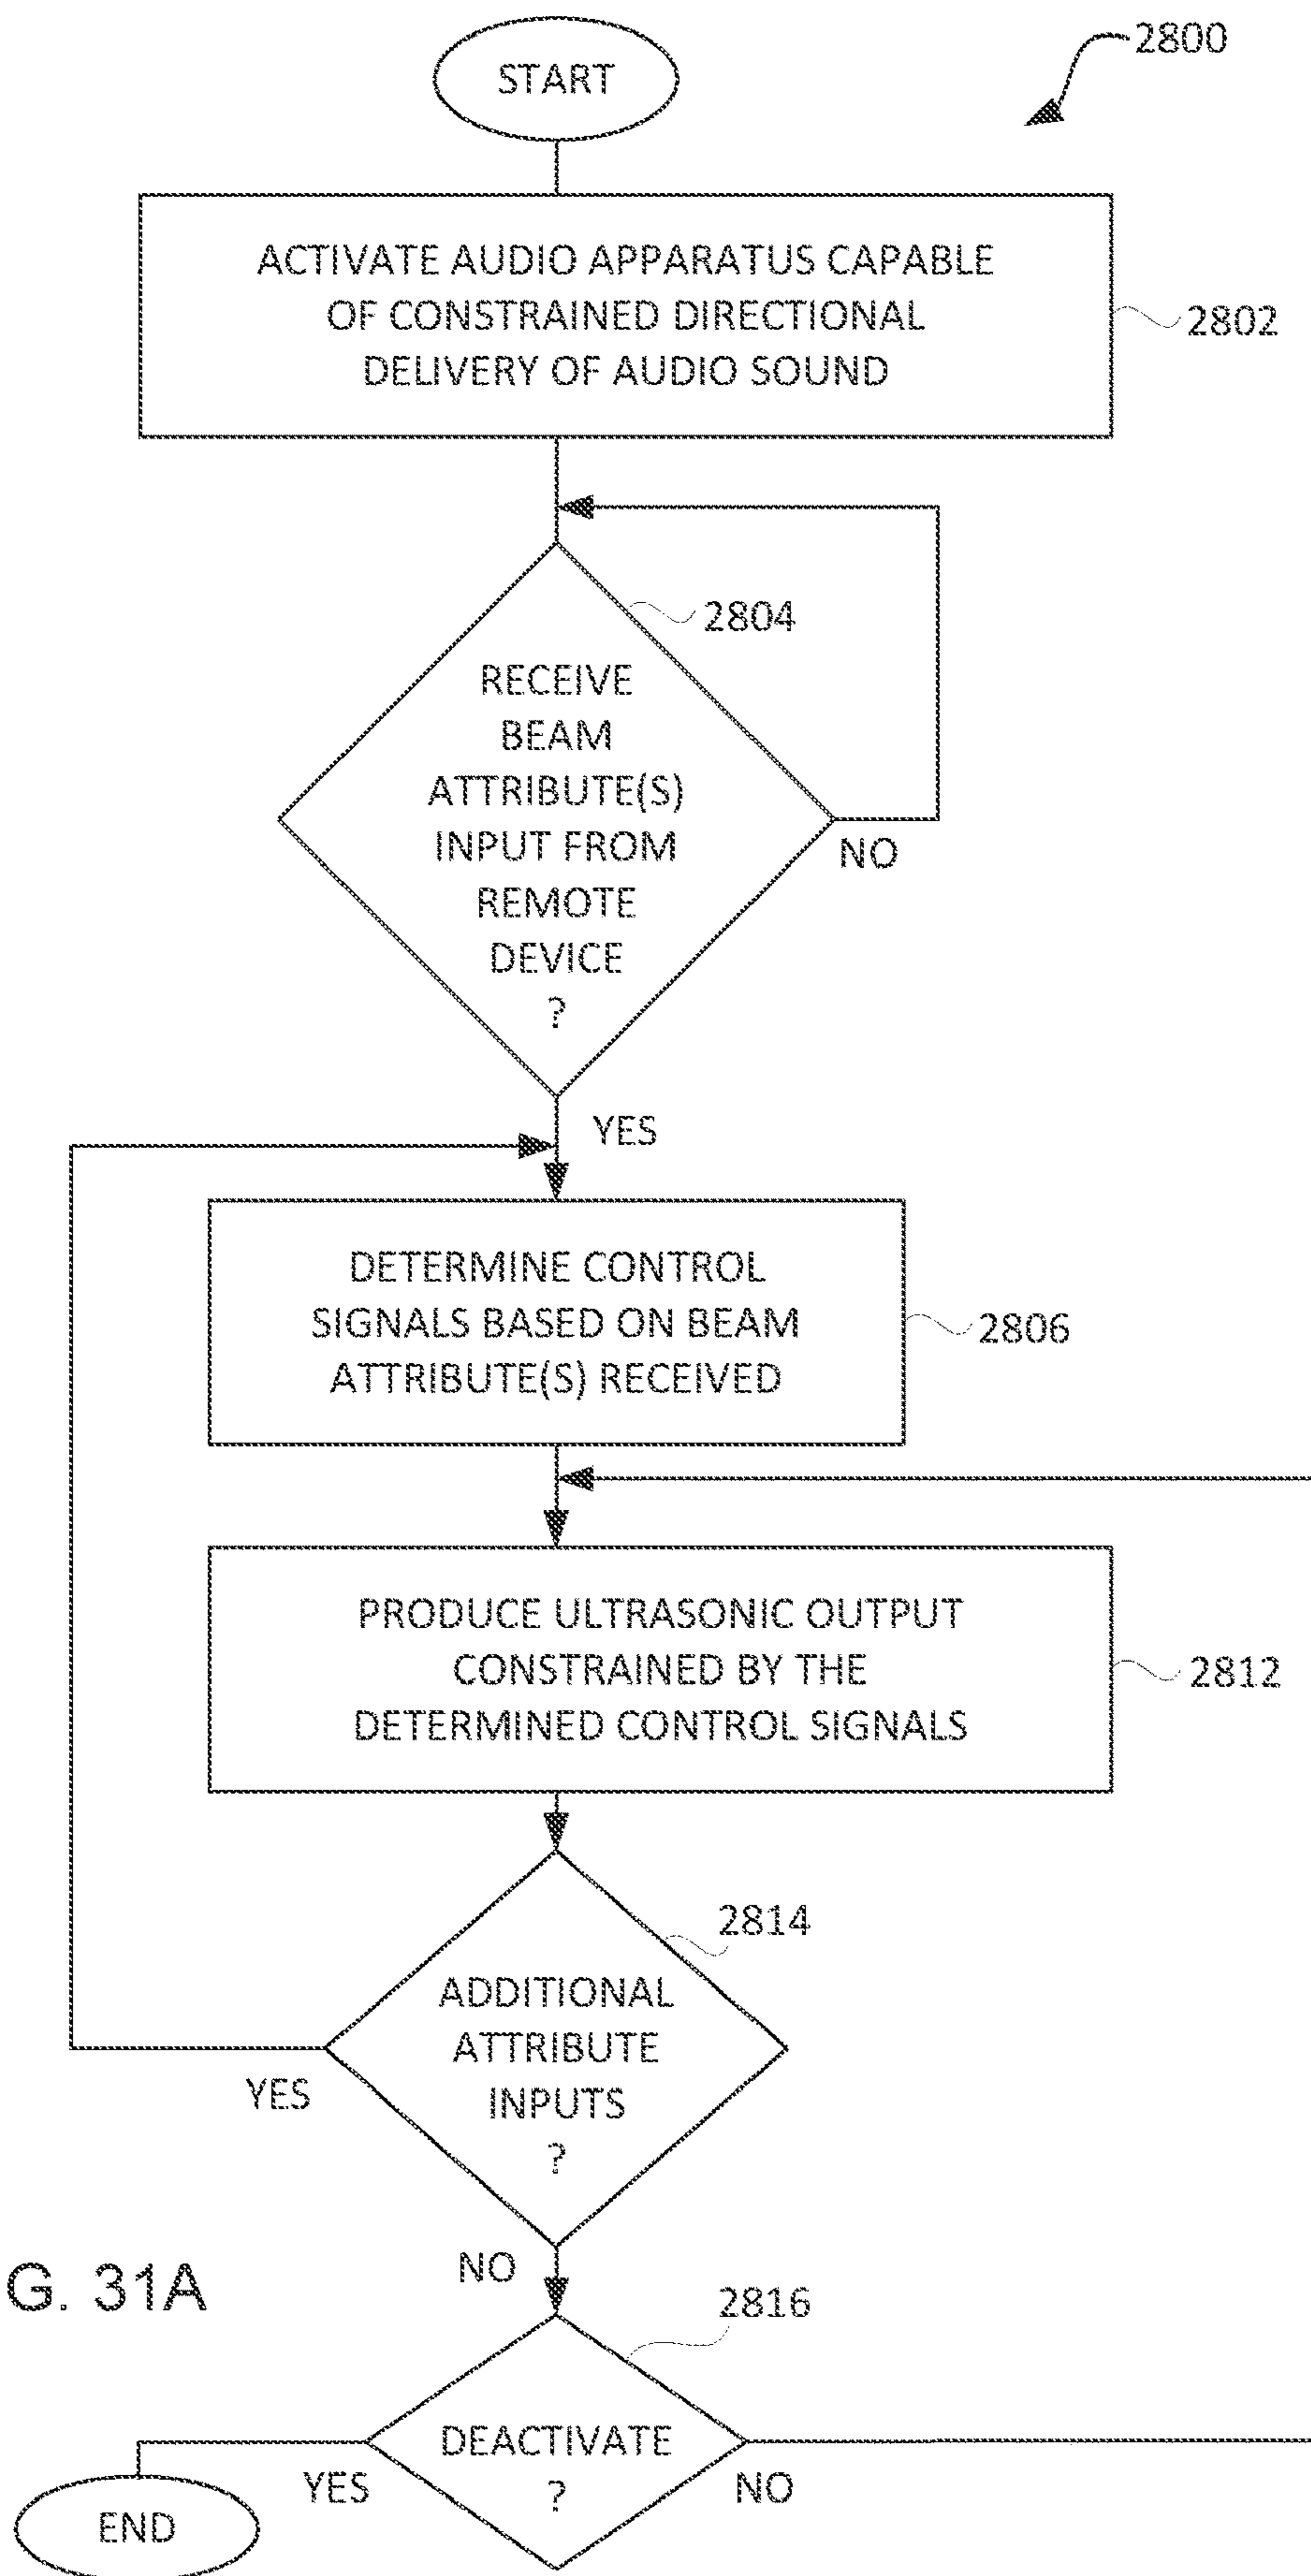 START
2800
ACTIVATE AUDIO APPARATUS CAPABLE
OF CONSTRAINED DIRECTIONAL
DELIVERY OF AUDIO SOUND
2802
2804
RECEIVE
BEAM
ATTRIBUTE(S)
INPUT FROM
REMOTE
DEVICE
?
NO
YES
DETERMINE CONTROL
SIGNALS BASED ON BEAM
ATTRIBUTE(S) RECEIVED
2806
PRODUCE ULTRASONIC OUTPUT
CONSTRAINED BY THE
DETERMINED CONTROL SIGNALS
2812
2814
ADDITIONAL
ATTRIBUTE
INPUTS
?
YES
NO
G. 31A
2816
DEACTIVATE
?
YES
NO
END